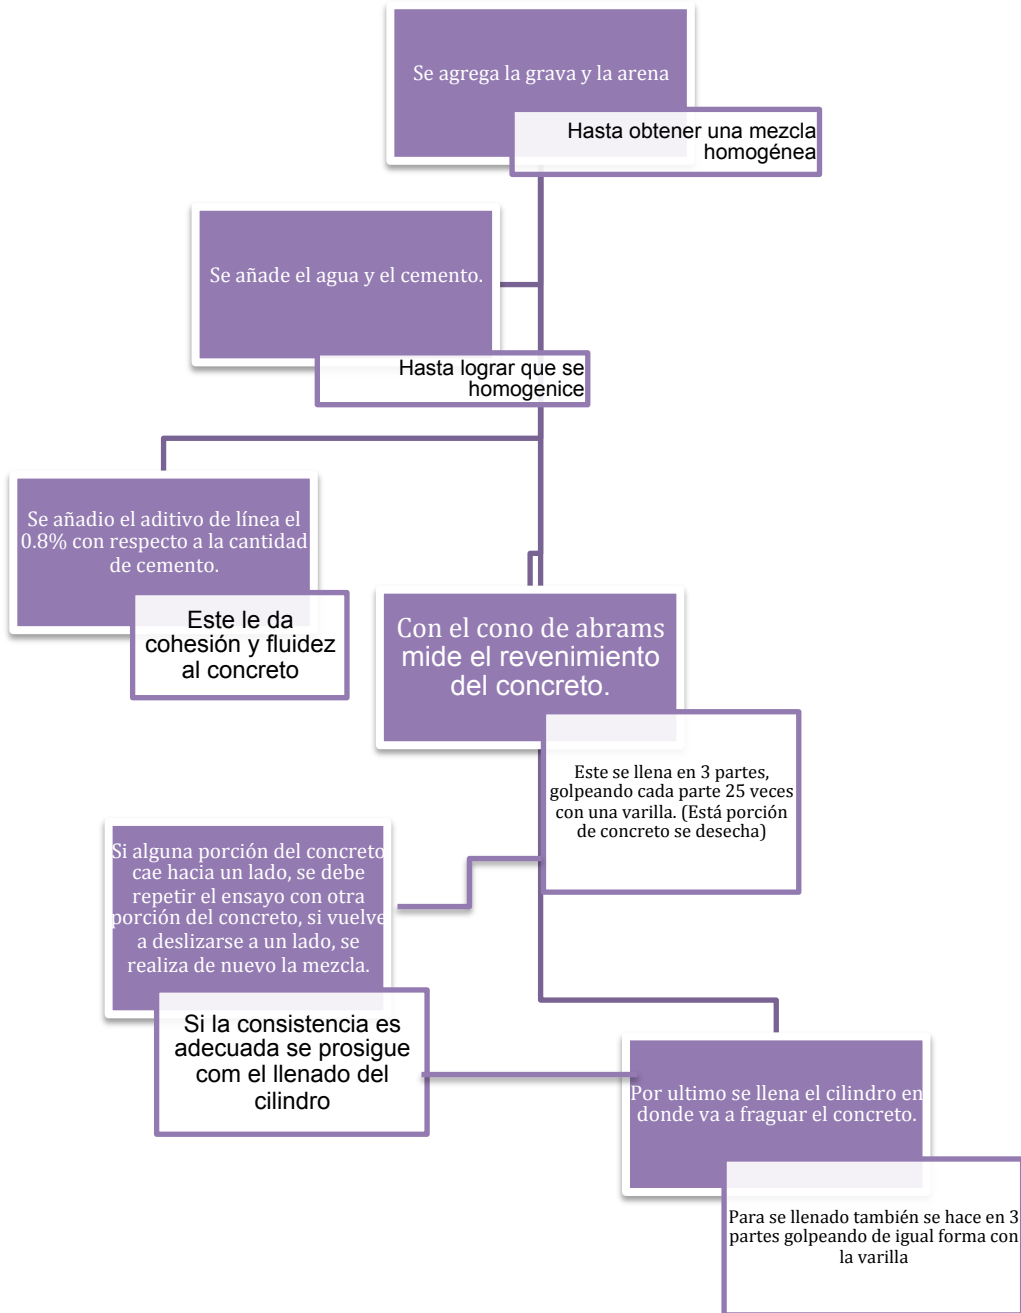 Se agrega la grava y la arena
Hasta obtener una mezcla
homogénea
Se añade el agua y el cemento.
Hasta lograr que se
homogenice
Se añadio el aditivo de línea el
0.8% con respecto a la cantidad
de cemento.
Este le da
cohesión y fluidez
al concreto
Con el cono de abrams
mide el revenimiento
del concreto.
Este se llena en 3 partes,
golpeando cada parte 25 veces
con una varilla. (Está porción
de concreto se desecha)
Si alguna porción del concreto
cae hacia un lado, se debe
repetir el ensayo con otra
porción del concreto, si vuelve
a deslizarse a un lado, se
realiza de nuevo la mezcla.
Si la consistencia es
adecuada se prosigue
com el llenado del
cilindro
Por ultimo se llena el cilindro en
donde va a fraguar el concreto.
Para se llenado también se hace en 3
partes golpeando de igual forma con
la varilla